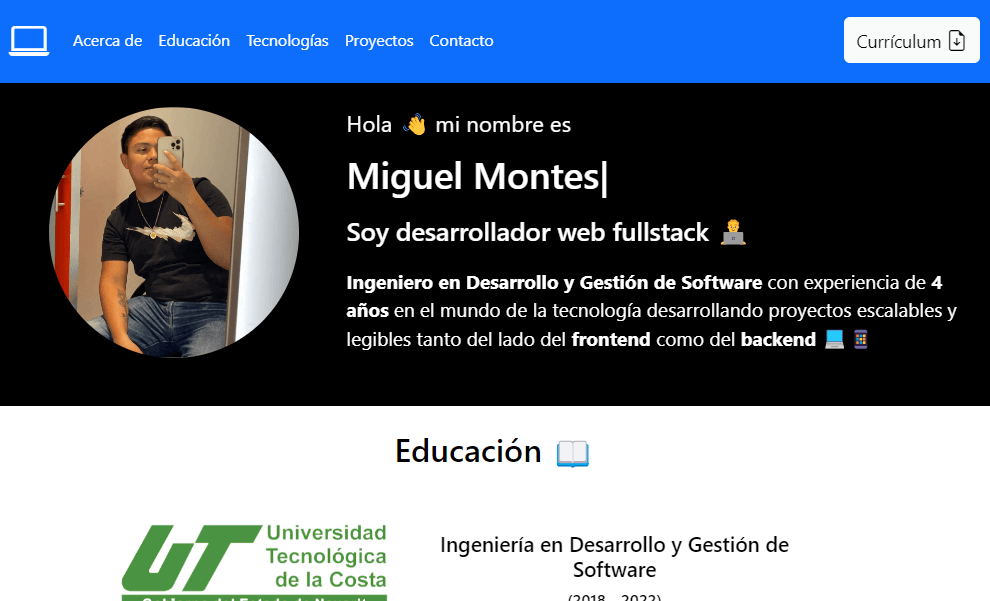 Acerca de Educación Tecnologías Proyectos Contacto Currículum
Hola 👋 mi nombre es
Miguel Montes|
Soy desarrollador web fullstack 🧑‍💻
Ingeniero en Desarrollo y Gestión de Software con experiencia de 4
años en el mundo de la tecnología desarrollando proyectos escalables y
legibles tanto del lado del frontend como del backend 💻 📱
Educación 📖
UT Universidad
Tecnológica
de la Costa
Ingeniería en Desarrollo y Gestión de
Software
(2018 - 2022)